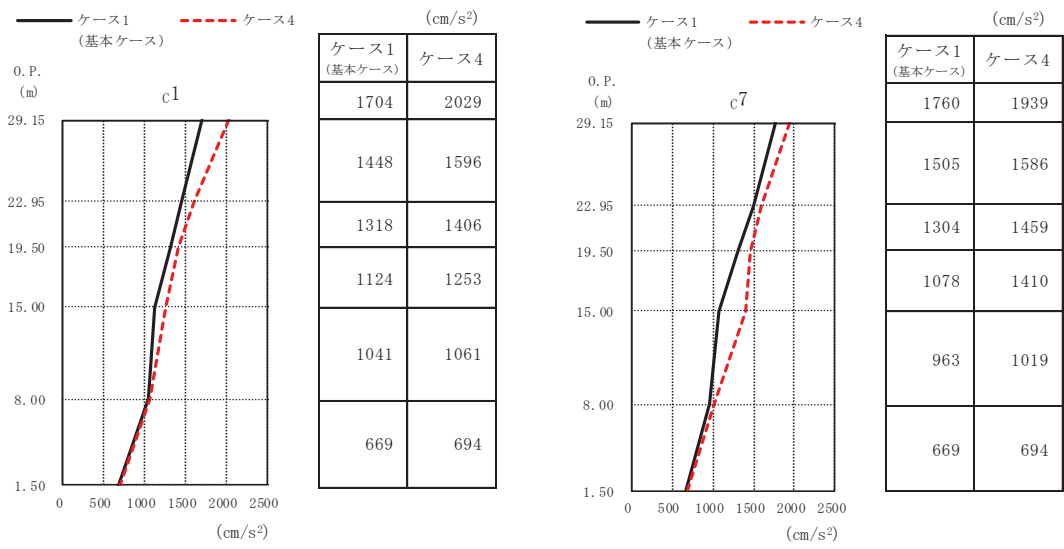 ケース1
(基本ケース)
ケース4
(cm/s²)
O.P.
(m)
C1
29.15
22.95
19.50
15.00
8.00
1.50
0 500 1000 1500 2000 2500
(cm/s²)
ケース1
(基本ケース)
ケース4
1704 2029
1448 1596
1318 1406
1124 1253
1041 1061
669 694
ケース1
(基本ケース)
ケース4
(cm/s²)
O.P.
(m)
C7
29.15
22.95
19.50
15.00
8.00
1.50
0 500 1000 1500 2000 2500
(cm/s²)
ケース1
(基本ケース)
ケース4
1760 1939
1505 1586
1304 1459
1078 1410
963 1019
669 694